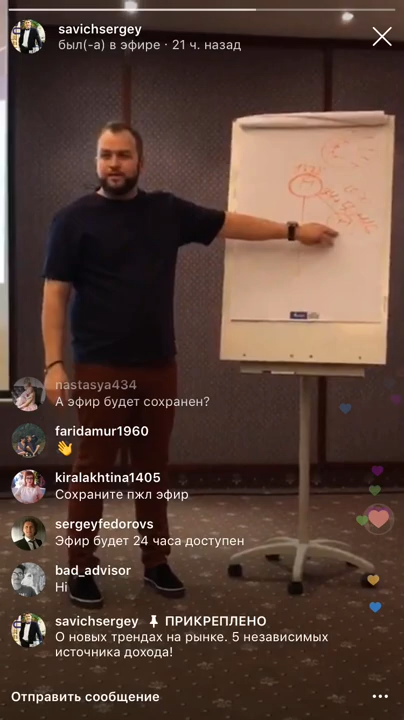 savichsergey
был(-а) в эфире · 21 ч. назад
nastasya434
А эфир будет сохранен?
faridamur1960
👋
kiralakhtina1405
Сохраните пжл эфир
sergeyfedorovs
Эфир будет 24 часа доступен
bad_advisor
Hi
savichsergey ПРИКРЕПЛЕНО
О новых трендах на рынке. 5 независимых
источника дохода!
Отправить сообщение